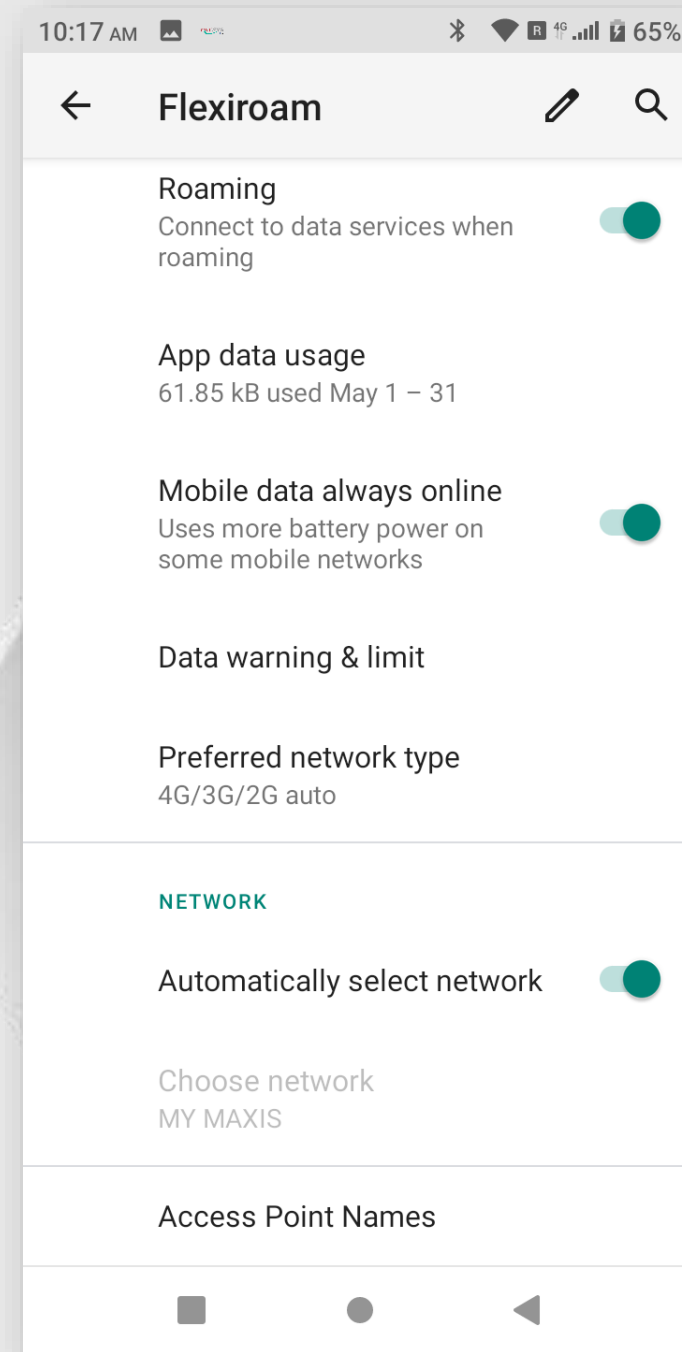 10:17 AM R 4G 65%
Flexiroam
Roaming
Connect to data services when
roaming
App data usage
61.85 kB used May 1 – 31
Mobile data always online
Uses more battery power on
some mobile networks
Data warning & limit
Preferred network type
4G/3G/2G auto
NETWORK
Automatically select network
Choose network
MY MAXIS
Access Point Names